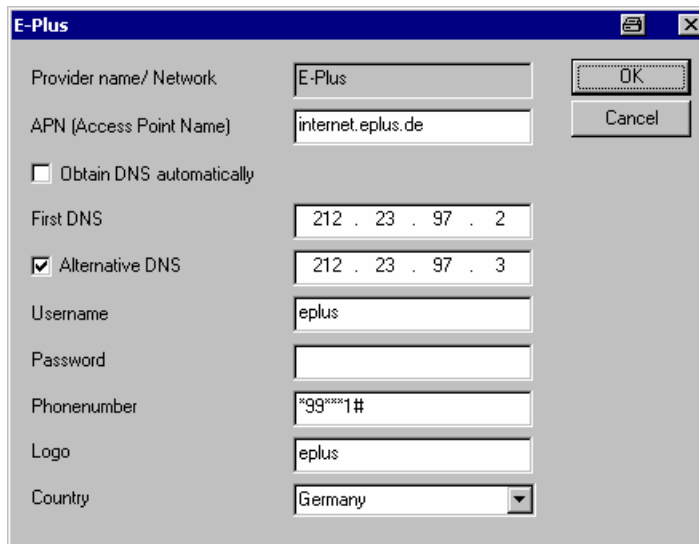 E-Plus
Provider name/ Network E-Plus OK
APN (Access Point Name) internet.eplus.de Cancel
Obtain DNS automatically
First DNS 212 . 23 . 97 . 2
Alternative DNS 212 . 23 . 97 . 3
Username eplus
Password
Phonenumber *99***1#
Logo eplus
Country Germany